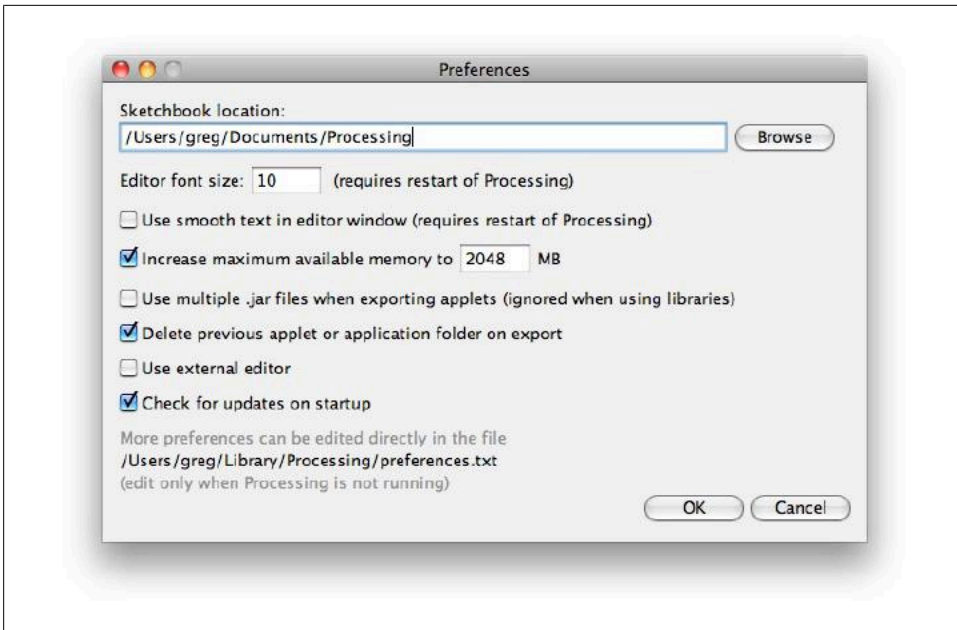 Preferences
Sketchbook location:
/Users/greg/Documents/Processing
Browse
Editor font size: 10 (requires restart of Processing)
Use smooth text in editor window (requires restart of Processing)
Increase maximum available memory to 2048 MB
Use multiple .jar files when exporting applets (ignored when using libraries)
Delete previous applet or application folder on export
Use external editor
Check for updates on startup
More preferences can be edited directly in the file
/Users/greg/Library/Processing/preferences.txt
(edit only when Processing is not running)
OK Cancel